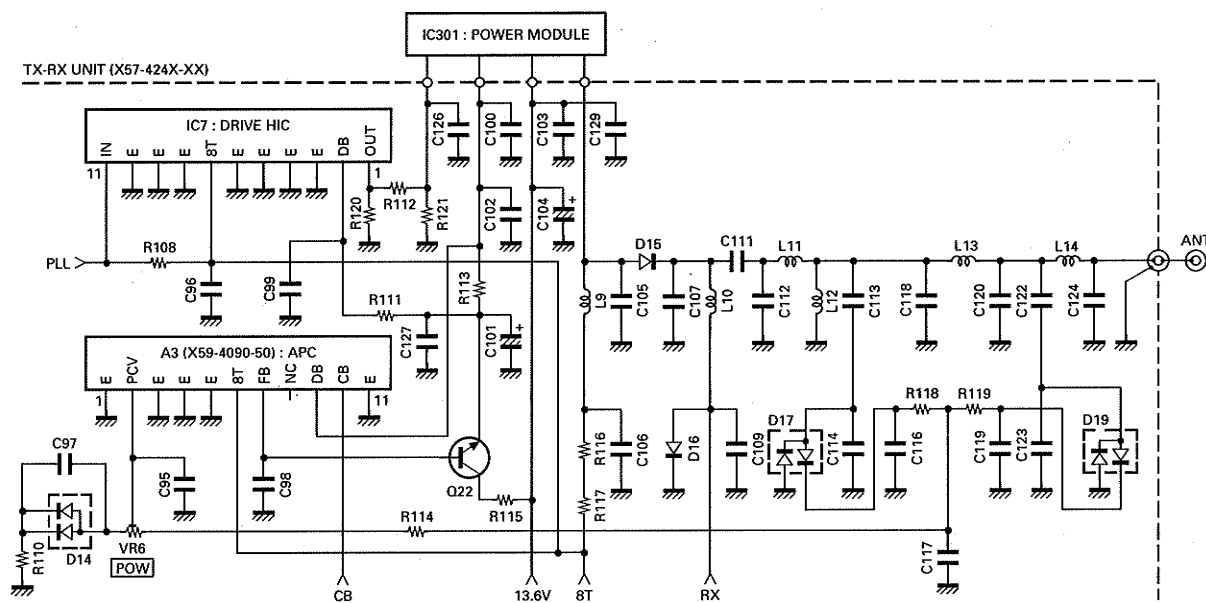 IC301 : POWER MODULE
TX-RX UNIT (X57-424X-XX)
IC7 : DRIVE HIC
IN E E E 8T E E E E DB OUT
11 1
C126 C100 C103 C129
R112
R120 R121 C102 C104
PLL R108
C96 C99
R111 R113
C127 C101
D15 C111 L11 L13 L14 ANT
L9 C105 C107 L10 C112 L12 C113 C118 C120 C122 C124
A3 (X59-4090-50) : APC
E PCV E E E 8T FB NC DB CB E
1 11
R118 R119
D17 D19
R116 C106 D16 C109 C114 C116 C119 C123
C97
C95 C98
Q22
R115 R117
R114
R110 D14 VR6
POW
C117
CB 13.6V 8T RX